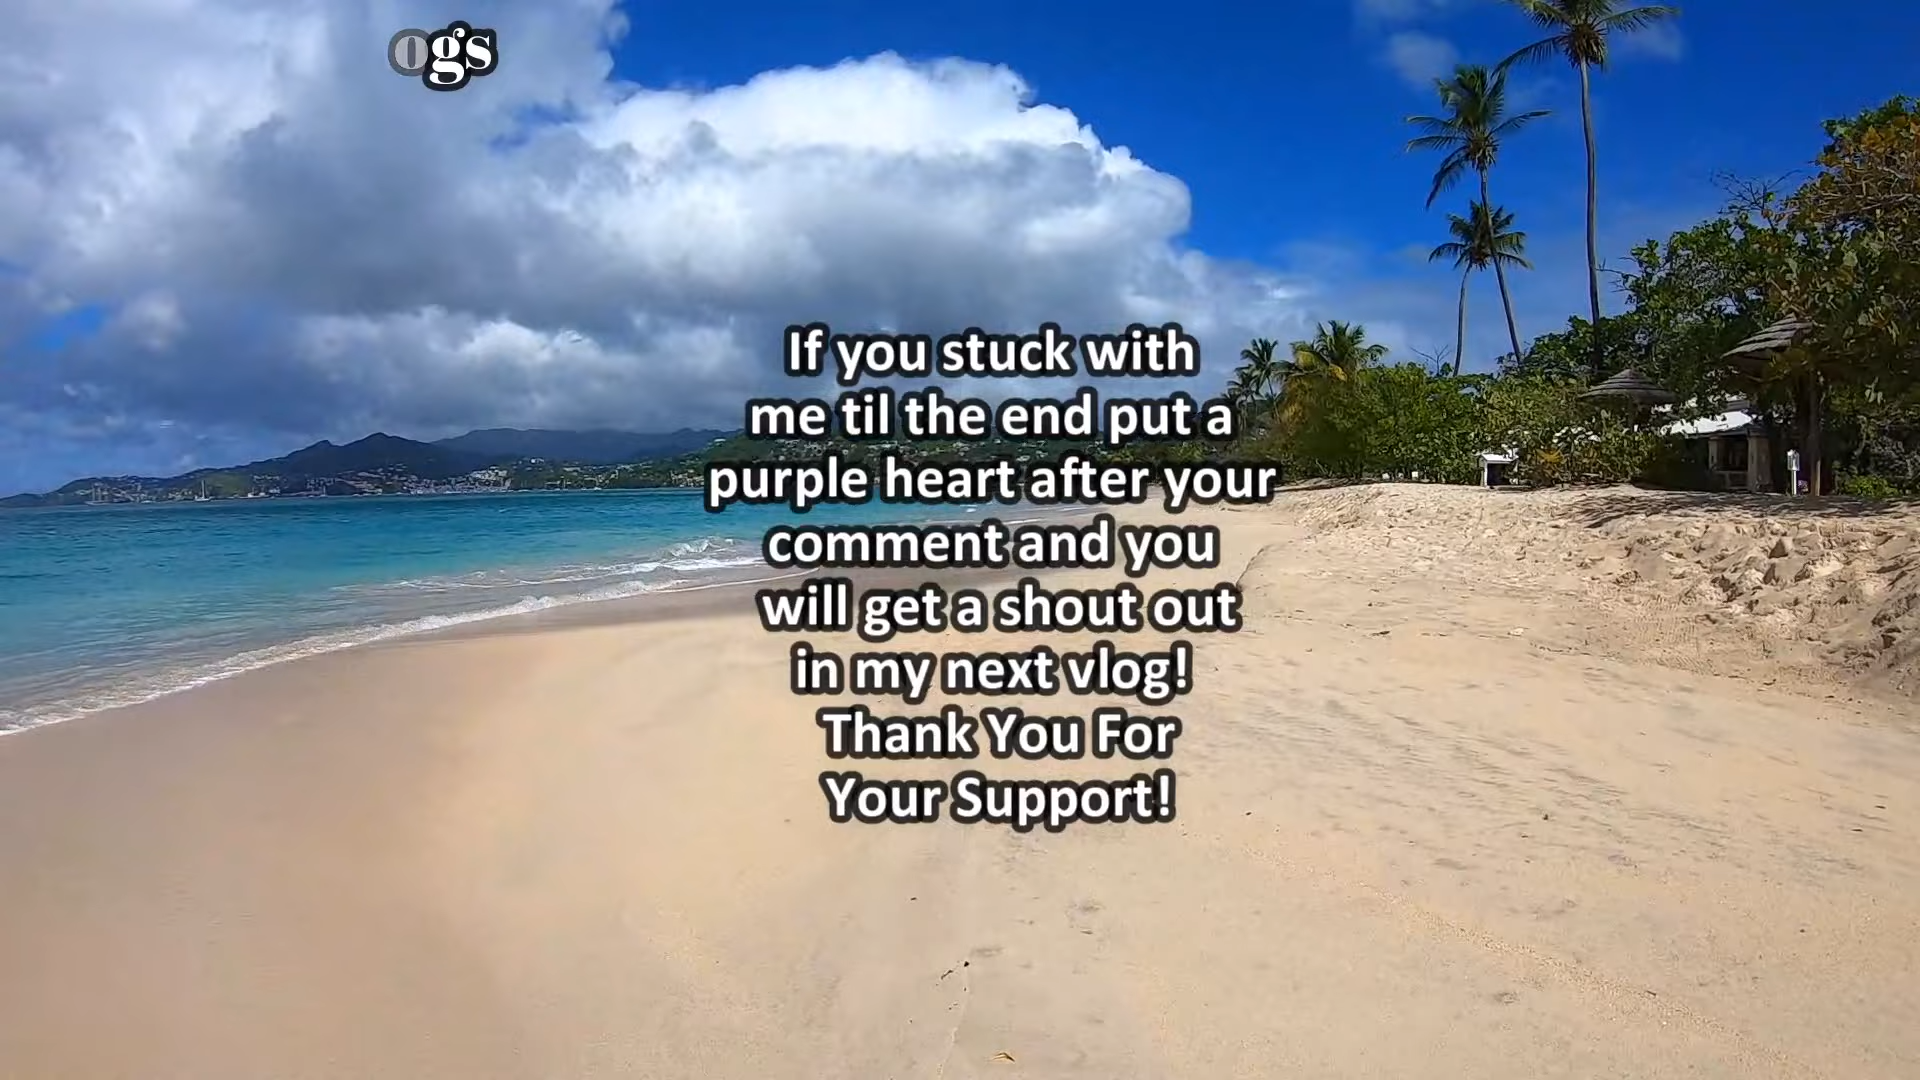 ogs
If you stuck with
me til the end put a
purple heart after your
comment and you
will get a shout out
in my next vlog!
Thank You For
Your Support!